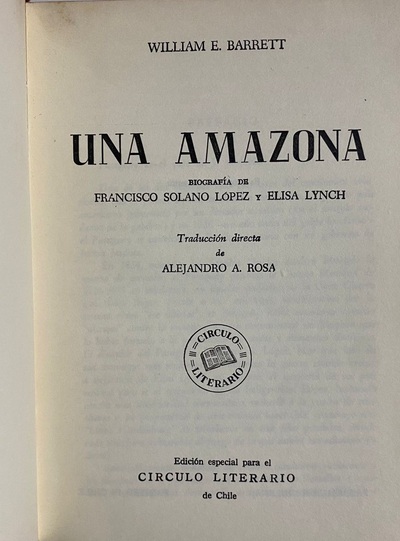 WILLIAM E. BARRETT
UNA AMAZONA
BIOGRAFÍA DE
FRANCISCO SOLANO LÓPEZ Y ELISA LYNCH
Traducción directa
de
ALEJANDRO A. ROSA
CIRCULO
LITERARIO
Edición especial para el
CIRCULO LITERARIO
de Chile